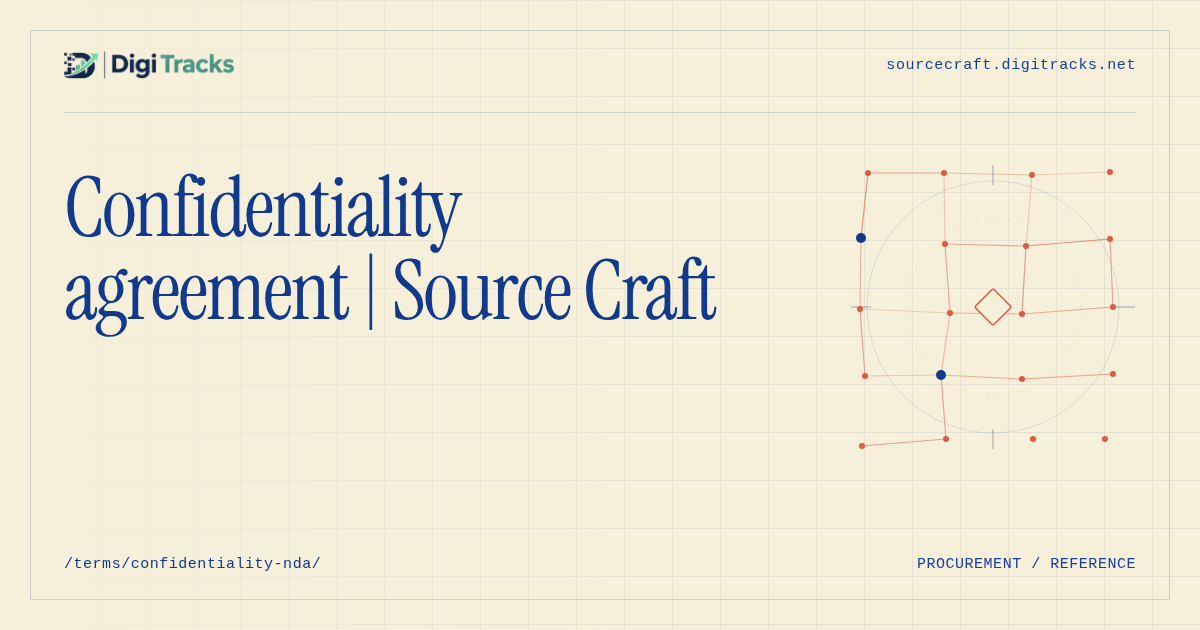 DigiTracks
sourcecraft.digitracks.net
Confidentiality
agreement | Source Craft
/terms/confidentiality-nda/
PROCUREMENT / REFERENCE